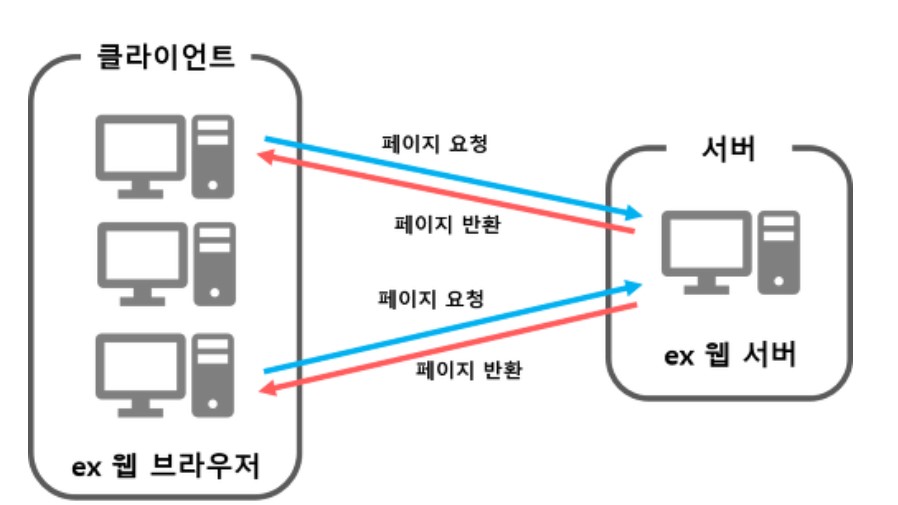 클라이언트
페이지 요청
서버
페이지 반환
페이지 요청
ex 웹 서버
페이지 반환
ex 웹 브라우저